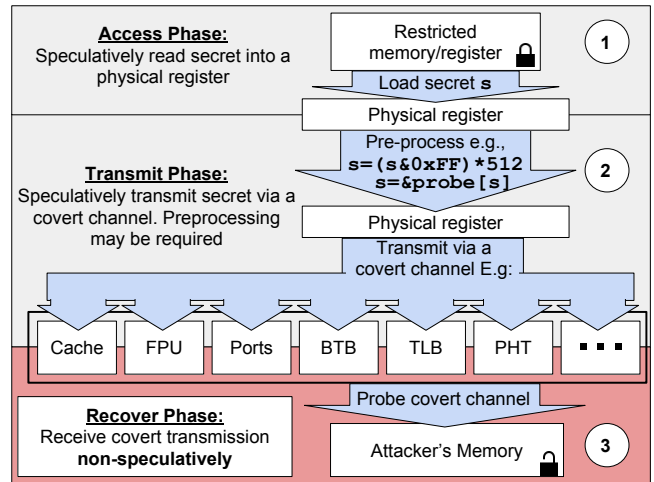 Access Phase:
Speculatively read secret into a
physical register
Restricted
memory/register
1
Load secret s
Physical register
Transmit Phase:
Speculatively transmit secret via a
covert channel. Preprocessing
may be required
Pre-process e.g.,
s=(s&0xFF)*512
s=&probe[s]
2
Physical register
Transmit via a
covert channel E.g:
Cache
FPU
Ports
BTB
TLB
PHT
Probe covert channel
Recover Phase:
Receive covert transmission
non-speculatively
Attacker's Memory
3